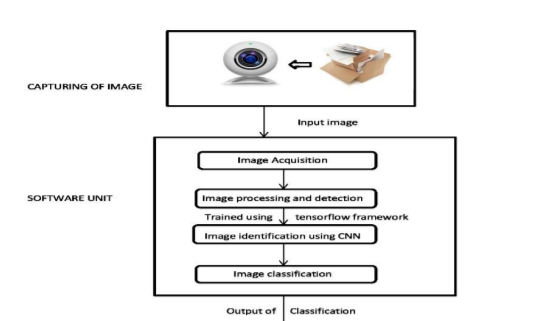 CAPTURING OF IMAGE
Input image
Image Acquisition
SOFTWARE UNIT
Image processing and detection
Trained using tensorflow framework
Image identification using CNN
Image classification
Output of Classification